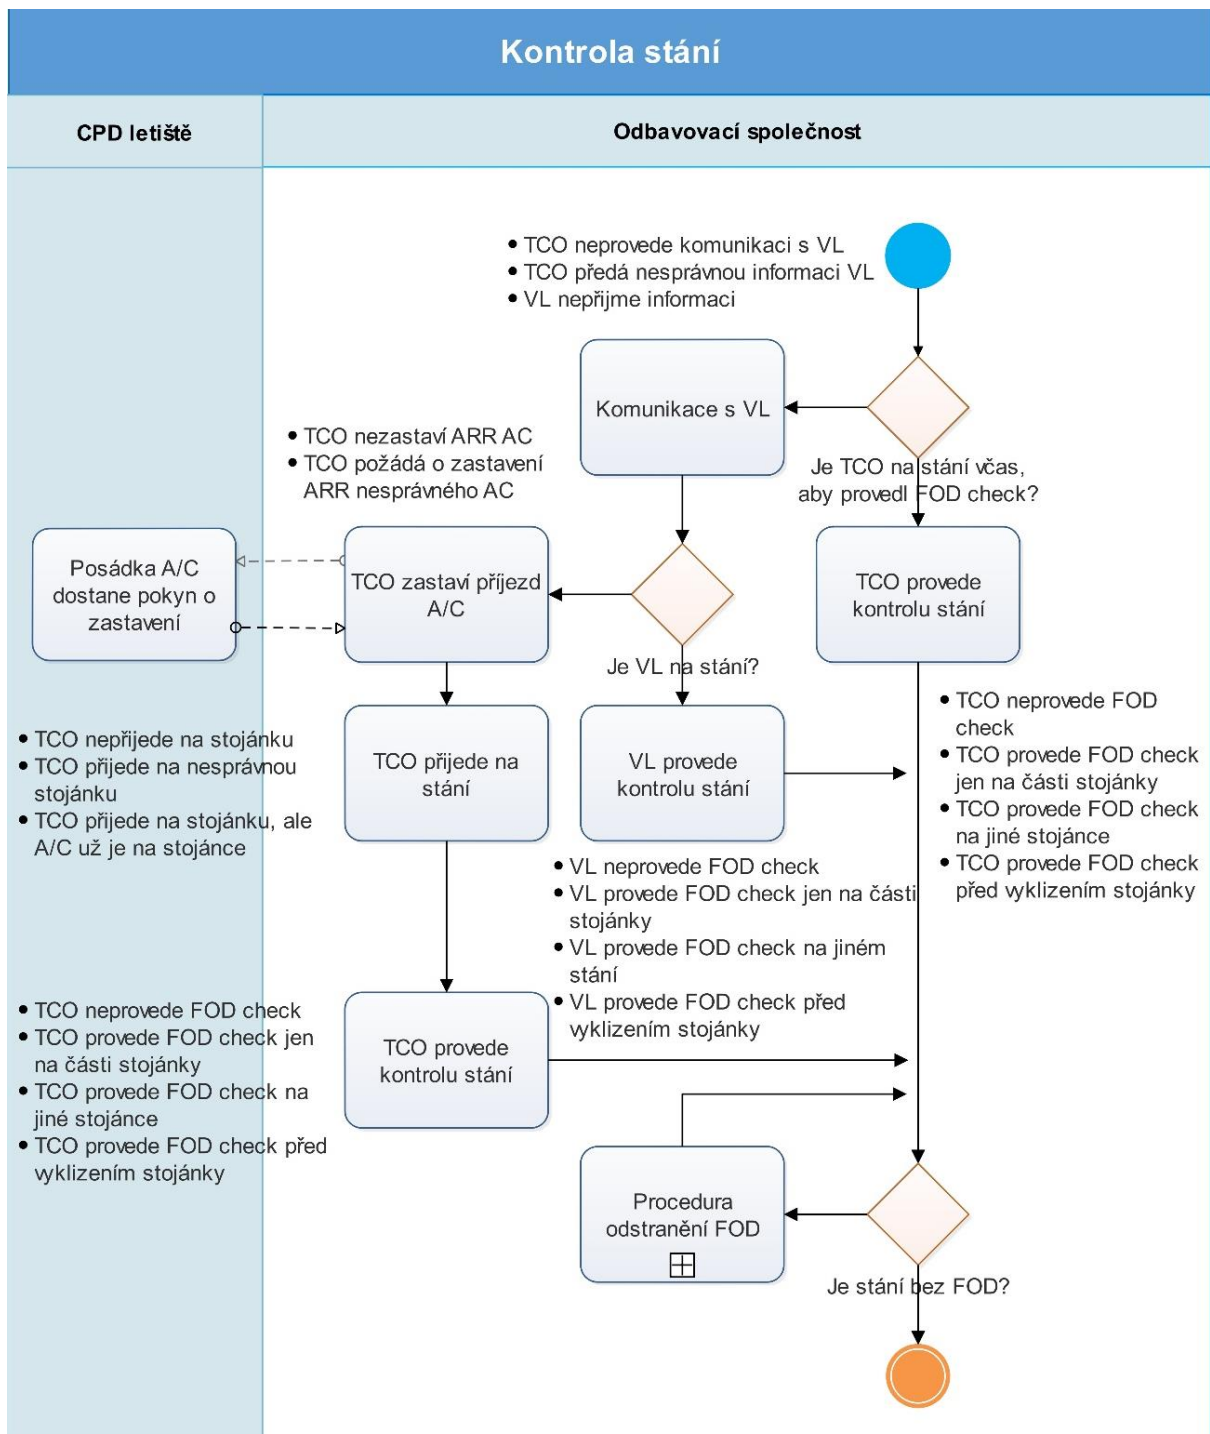 Kontrola stání
CPD letiště
Odbavovací společnost
• TCO neprovede komunikaci s VL
• TCO předá nesprávnou informaci VL
• VL nepřijme informaci
Komunikace s VL
Je TCO na stání včas,
aby provedl FOD check?
• TCO nezastaví ARR AC
• TCO požádá o zastavení
ARR nesprávného AC
Posádka A/C
dostane pokyn o
zastavení
TCO zastaví příjezd
A/C
TCO provede
kontrolu stání
Je VL na stání?
• TCO nepřijede na stojánku
• TCO přijede na nesprávnou
stojánku
• TCO přijede na stojánku, ale
A/C už je na stojánce
TCO přijede na
stání
VL provede
kontrolu stání
• TCO neprovede FOD
check
• TCO provede FOD check
jen na části stojánky
• TCO provede FOD check
na jiné stojánce
• TCO provede FOD check
před vyklizením stojánky
• VL neprovede FOD check
• VL provede FOD check jen na části
stojánky
• VL provede FOD check na jiném
stání
• VL provede FOD check před
vyklizením stojánky
• TCO neprovede FOD check
• TCO provede FOD check jen
na části stojánky
• TCO provede FOD check na
jiné stojánce
• TCO provede FOD check před
vyklizením stojánky
TCO provede
kontrolu stání
Procedura
odstranění FOD
Je stání bez FOD?